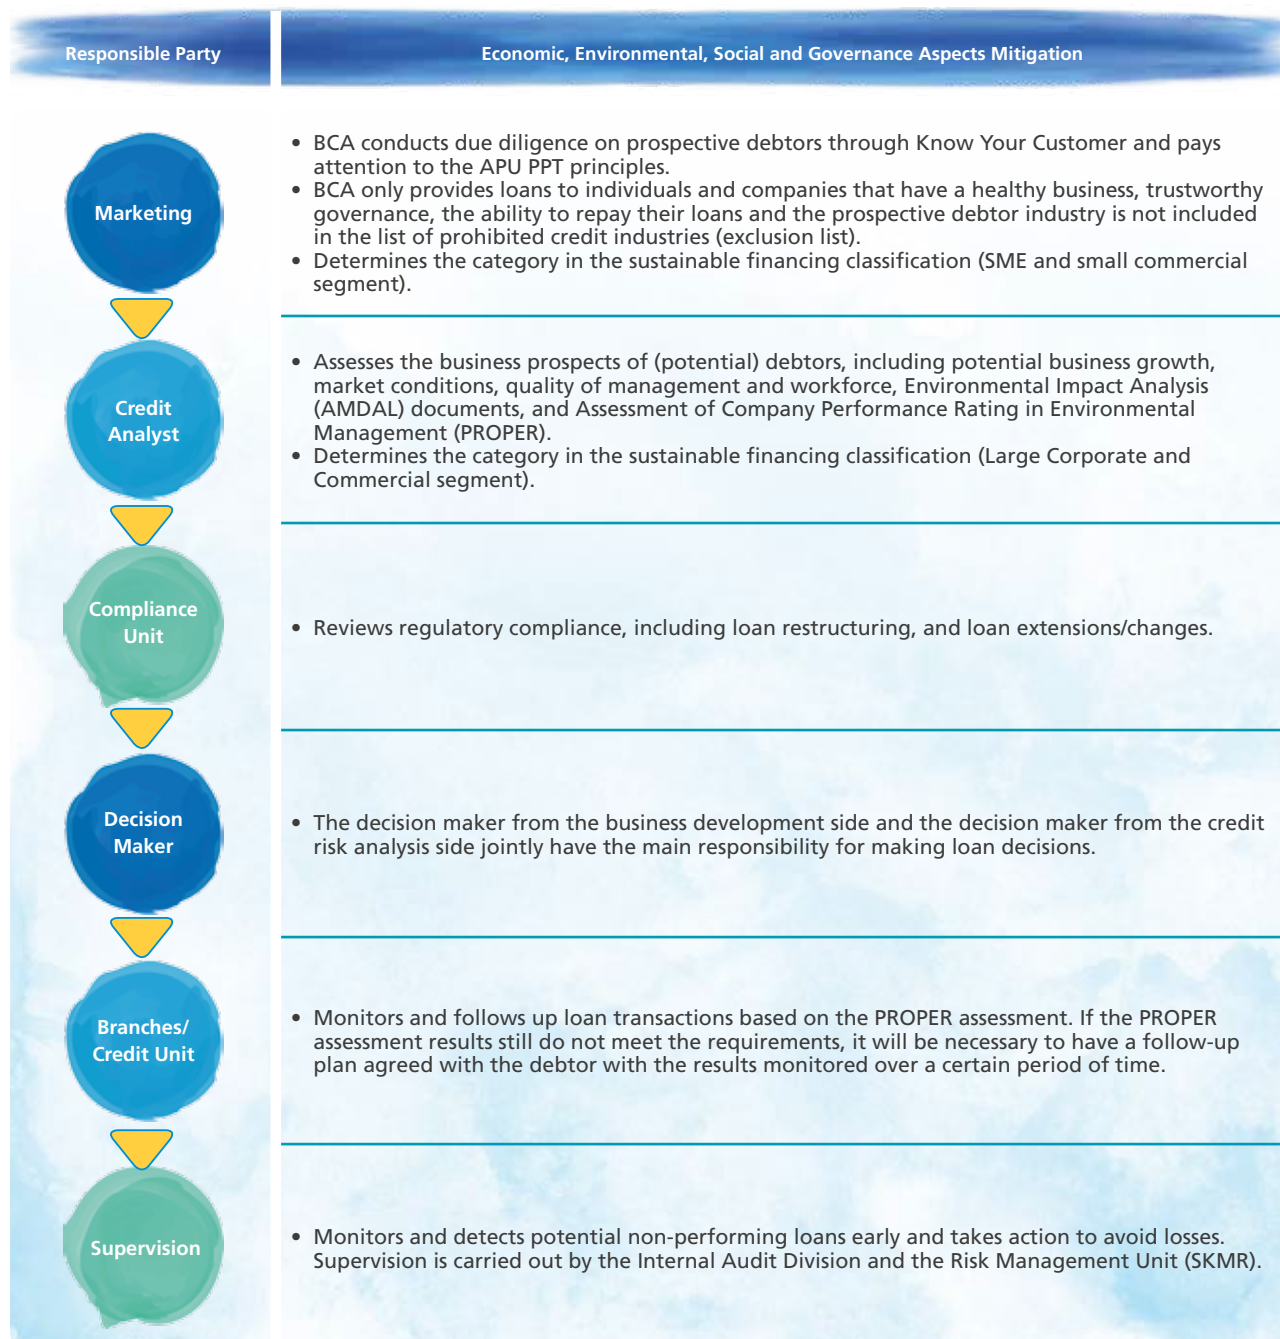 Responsible Party
Economic, Environmental, Social and Governance Aspects Mitigation
Marketing
• BCA conducts due diligence on prospective debtors through Know Your Customer and pays
attention to the APU PPT principles.
• BCA only provides loans to individuals and companies that have a healthy business, trustworthy
governance, the ability to repay their loans and the prospective debtor industry is not included
in the list of prohibited credit industries (exclusion list).
• Determines the category in the sustainable financing classification (SME and small commercial
segment).
Credit
Analyst
• Assesses the business prospects of (potential) debtors, including potential business growth,
market conditions, quality of management and workforce, Environmental Impact Analysis
(AMDAL) documents, and Assessment of Company Performance Rating in Environmental
Management (PROPER).
• Determines the category in the sustainable financing classification (Large Corporate and
Commercial segment).
Compliance
Unit
• Reviews regulatory compliance, including loan restructuring, and loan extensions/changes.
Decision
Maker
• The decision maker from the business development side and the decision maker from the credit
risk analysis side jointly have the main responsibility for making loan decisions.
Branches/
Credit Unit
• Monitors and follows up loan transactions based on the PROPER assessment. If the PROPER
assessment results still do not meet the requirements, it will be necessary to have a follow-up
plan agreed with the debtor with the results monitored over a certain period of time.
Supervision
• Monitors and detects potential non-performing loans early and takes action to avoid losses.
Supervision is carried out by the Internal Audit Division and the Risk Management Unit (SKMR).